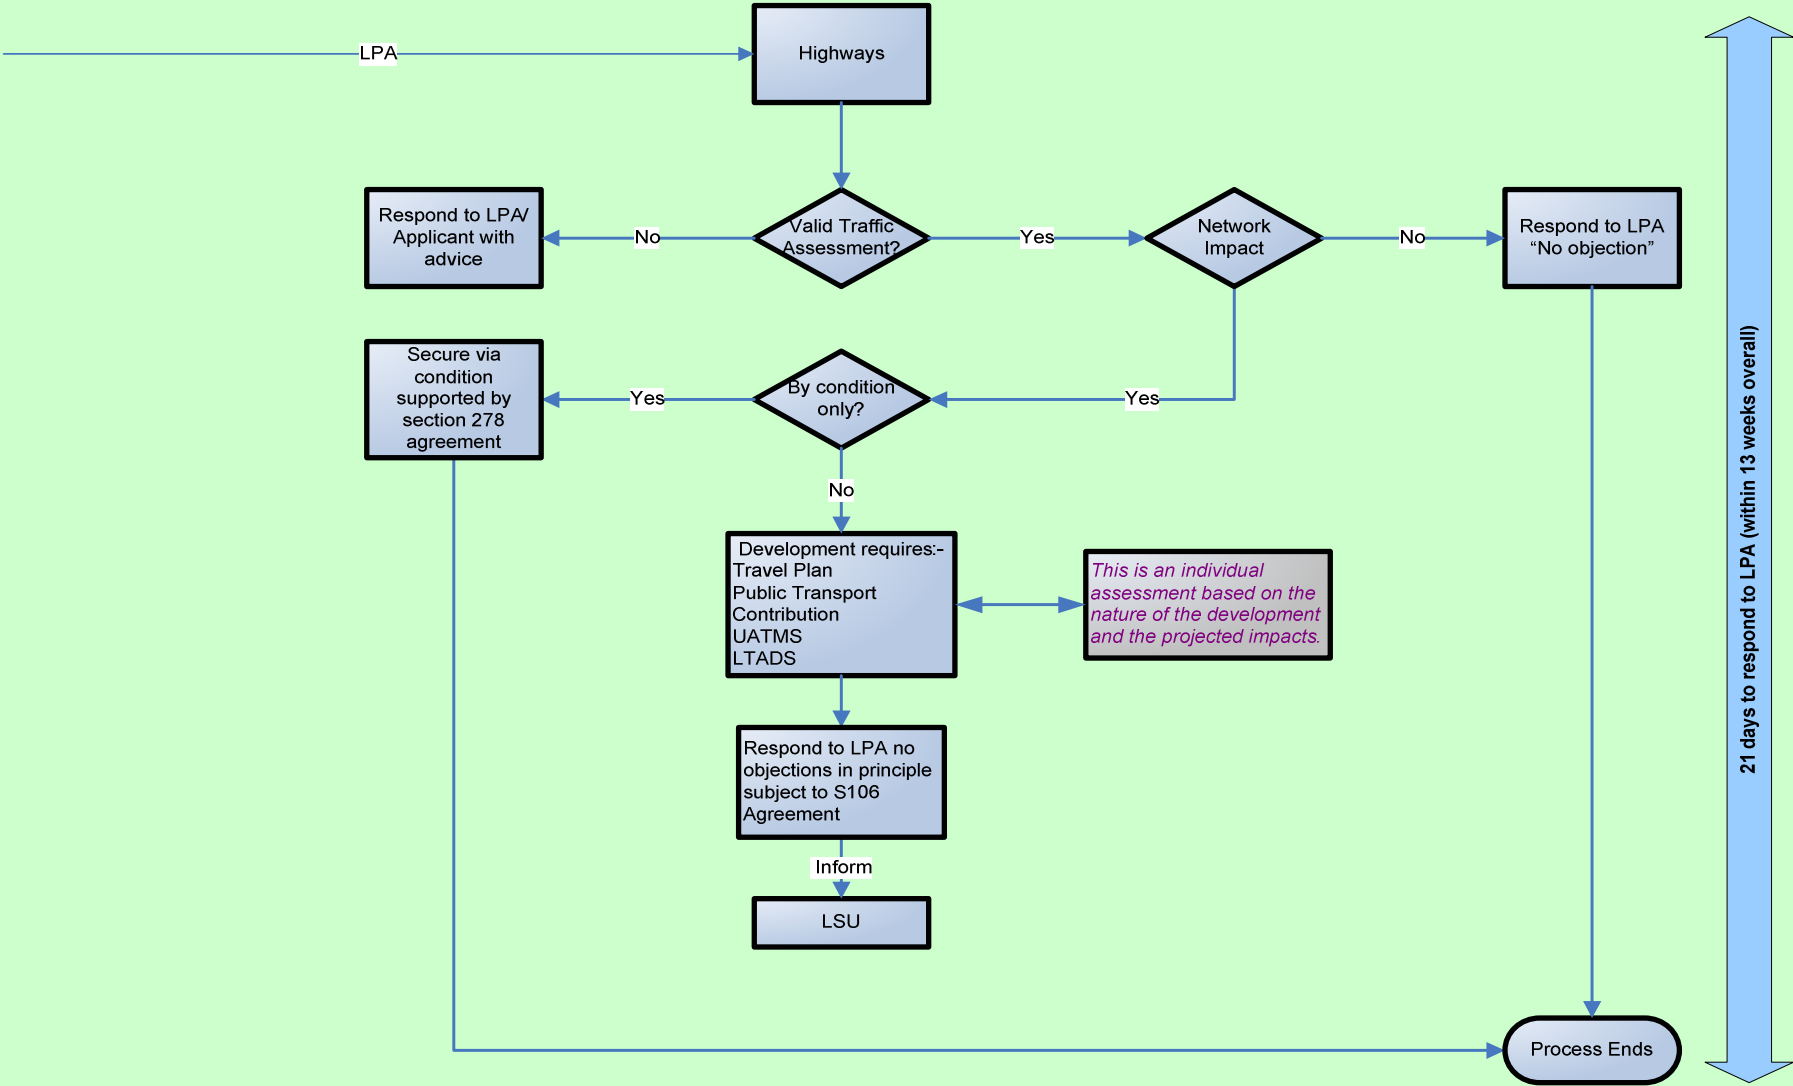 LPA
Highways
Respond to LPA/
Applicant with
advice
No
Valid Traffic
Assessment?
Yes
Network
Impact
No
Respond to LPA
“No objection”
Secure via
condition
supported by
section 278
agreement
Yes
By condition
only?
Yes
No
Development requires:-
Travel Plan
Public Transport
Contribution
UATMS
LTADS
This is an individual
assessment based on the
nature of the development
and the projected impacts.
Respond to LPA no
objections in principle
subject to S106
Agreement
Inform
LSU
Process Ends
21 days to respond to LPA (within 13 weeks overall)